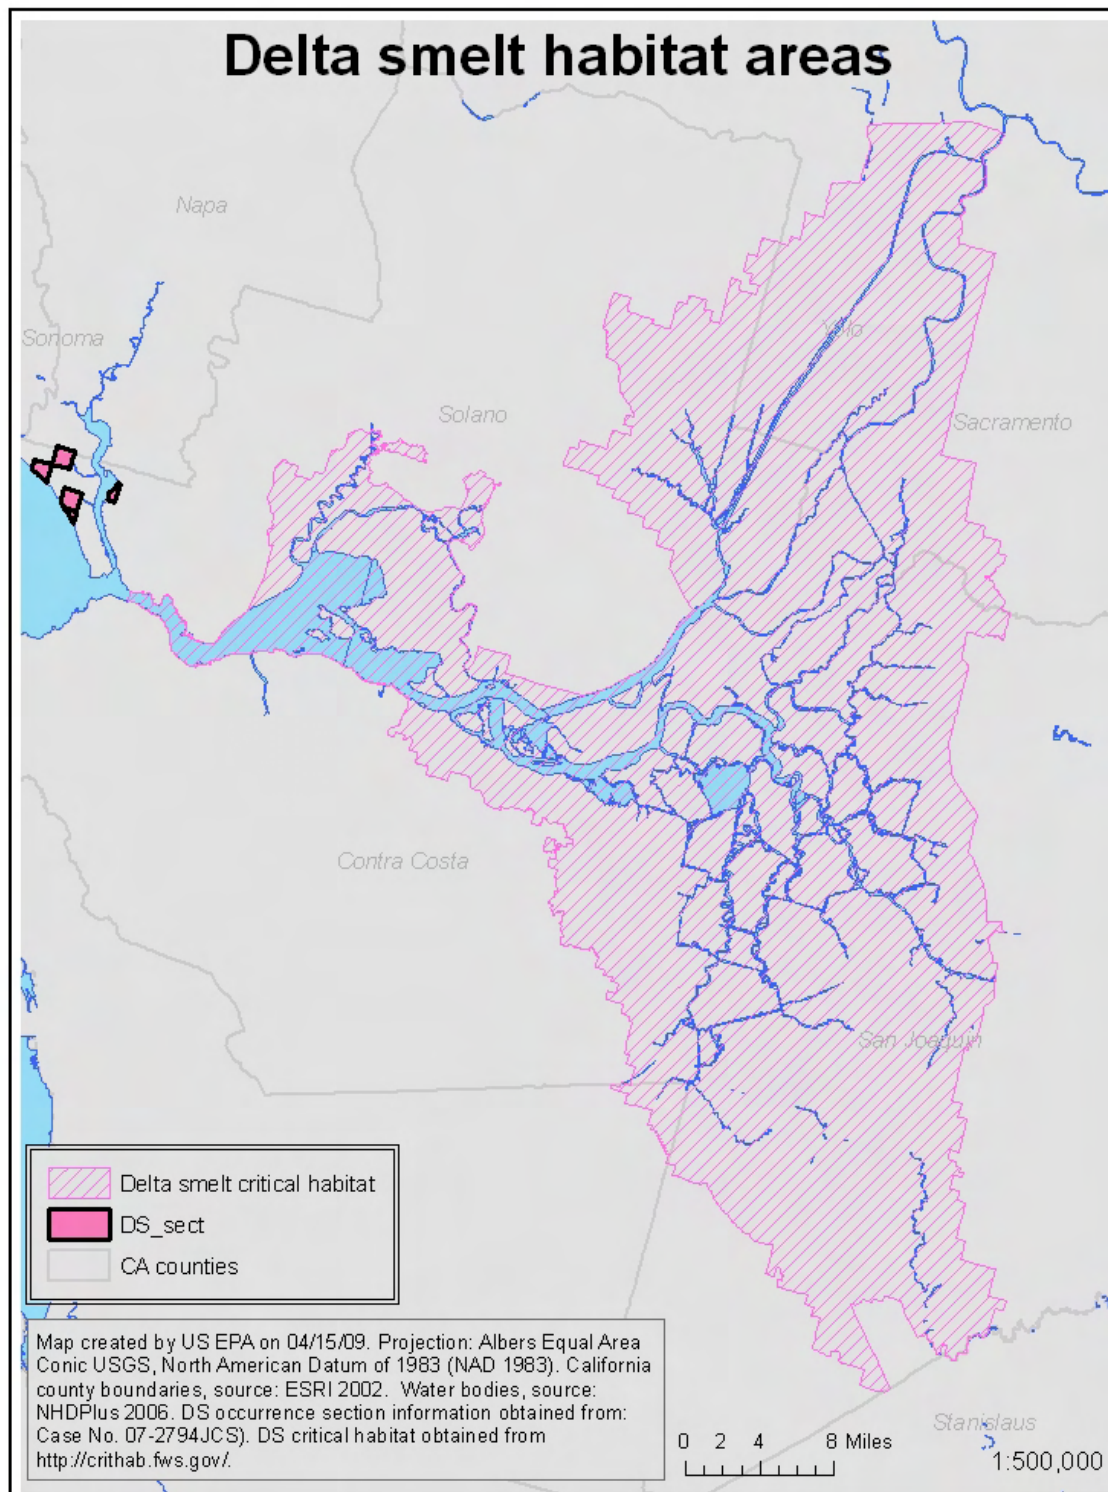 Delta smelt habitat areas
Napa
Sonoma
Yolo
Solano
Sacramento
Contra Costa
San Joaquin
Delta smelt critical habitat
DS_sect
CA counties
Map created by US EPA on 04/15/09. Projection: Albers Equal Area
Conic USGS, North American Datum of 1983 (NAD 1983). California
county boundaries, source: ESRI 2002. Water bodies, source:
NHDPlus 2006. DS occurrence section information obtained from:
Case No. 07-2794JCS). DS critical habitat obtained from
http://crithab.fws.gov/.
Stanislaus
0 2 4 8 Miles
1:500,000